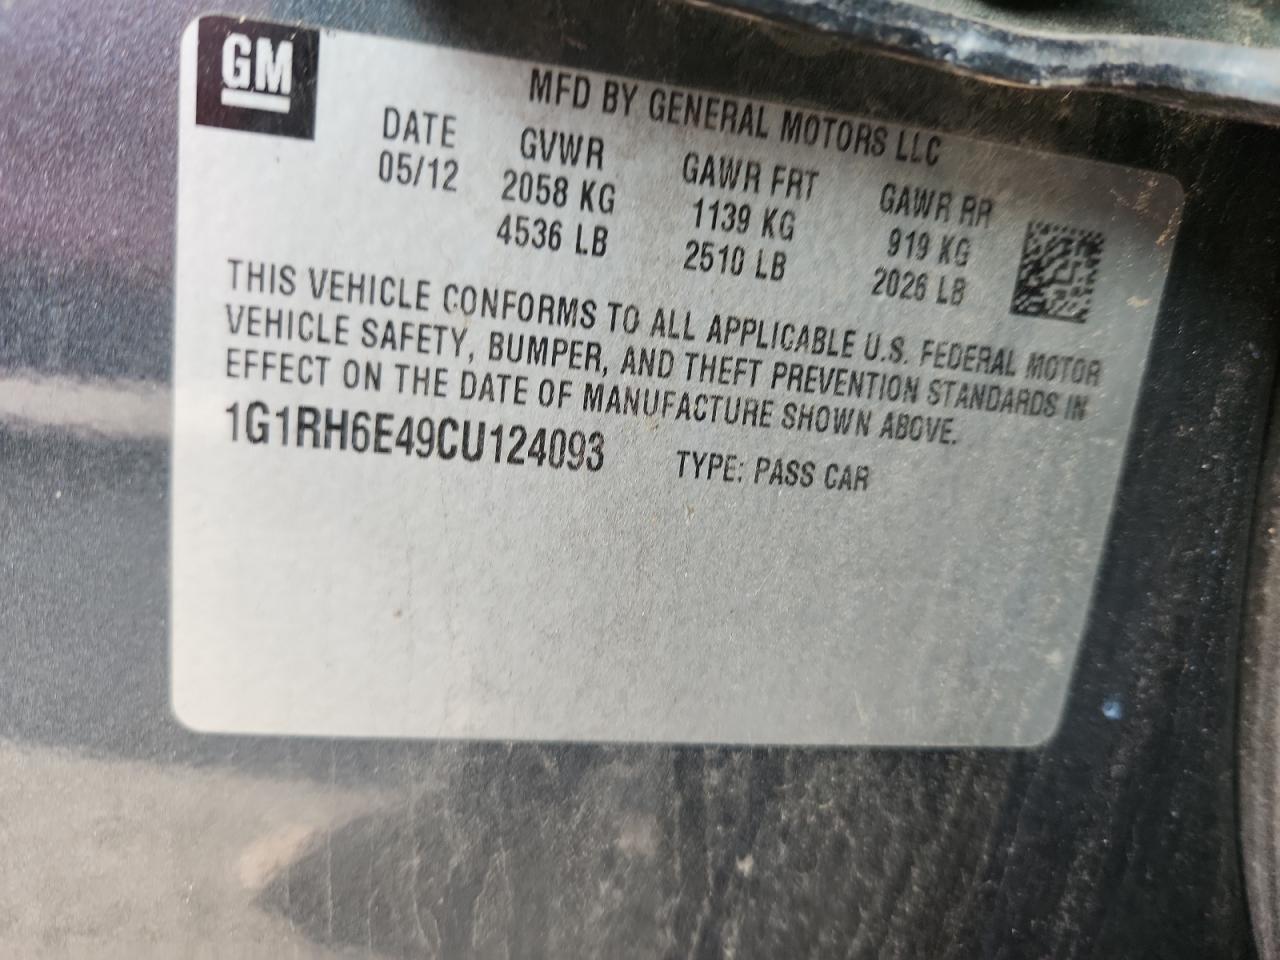 GM
MFD BY GENERAL MOTORS LLC
DATE GVWR GAWR FRT GAWR RR
05/12 2058 KG 1139 KG 919 KG
4536 LB 2510 LB 2026 LB
THIS VEHICLE CONFORMS TO ALL APPLICABLE U.S. FEDERAL MOTOR
VEHICLE SAFETY, BUMPER, AND THEFT PREVENTION STANDARDS IN
EFFECT ON THE DATE OF MANUFACTURE SHOWN ABOVE.
1G1RH6E49CU124093 TYPE: PASS CAR